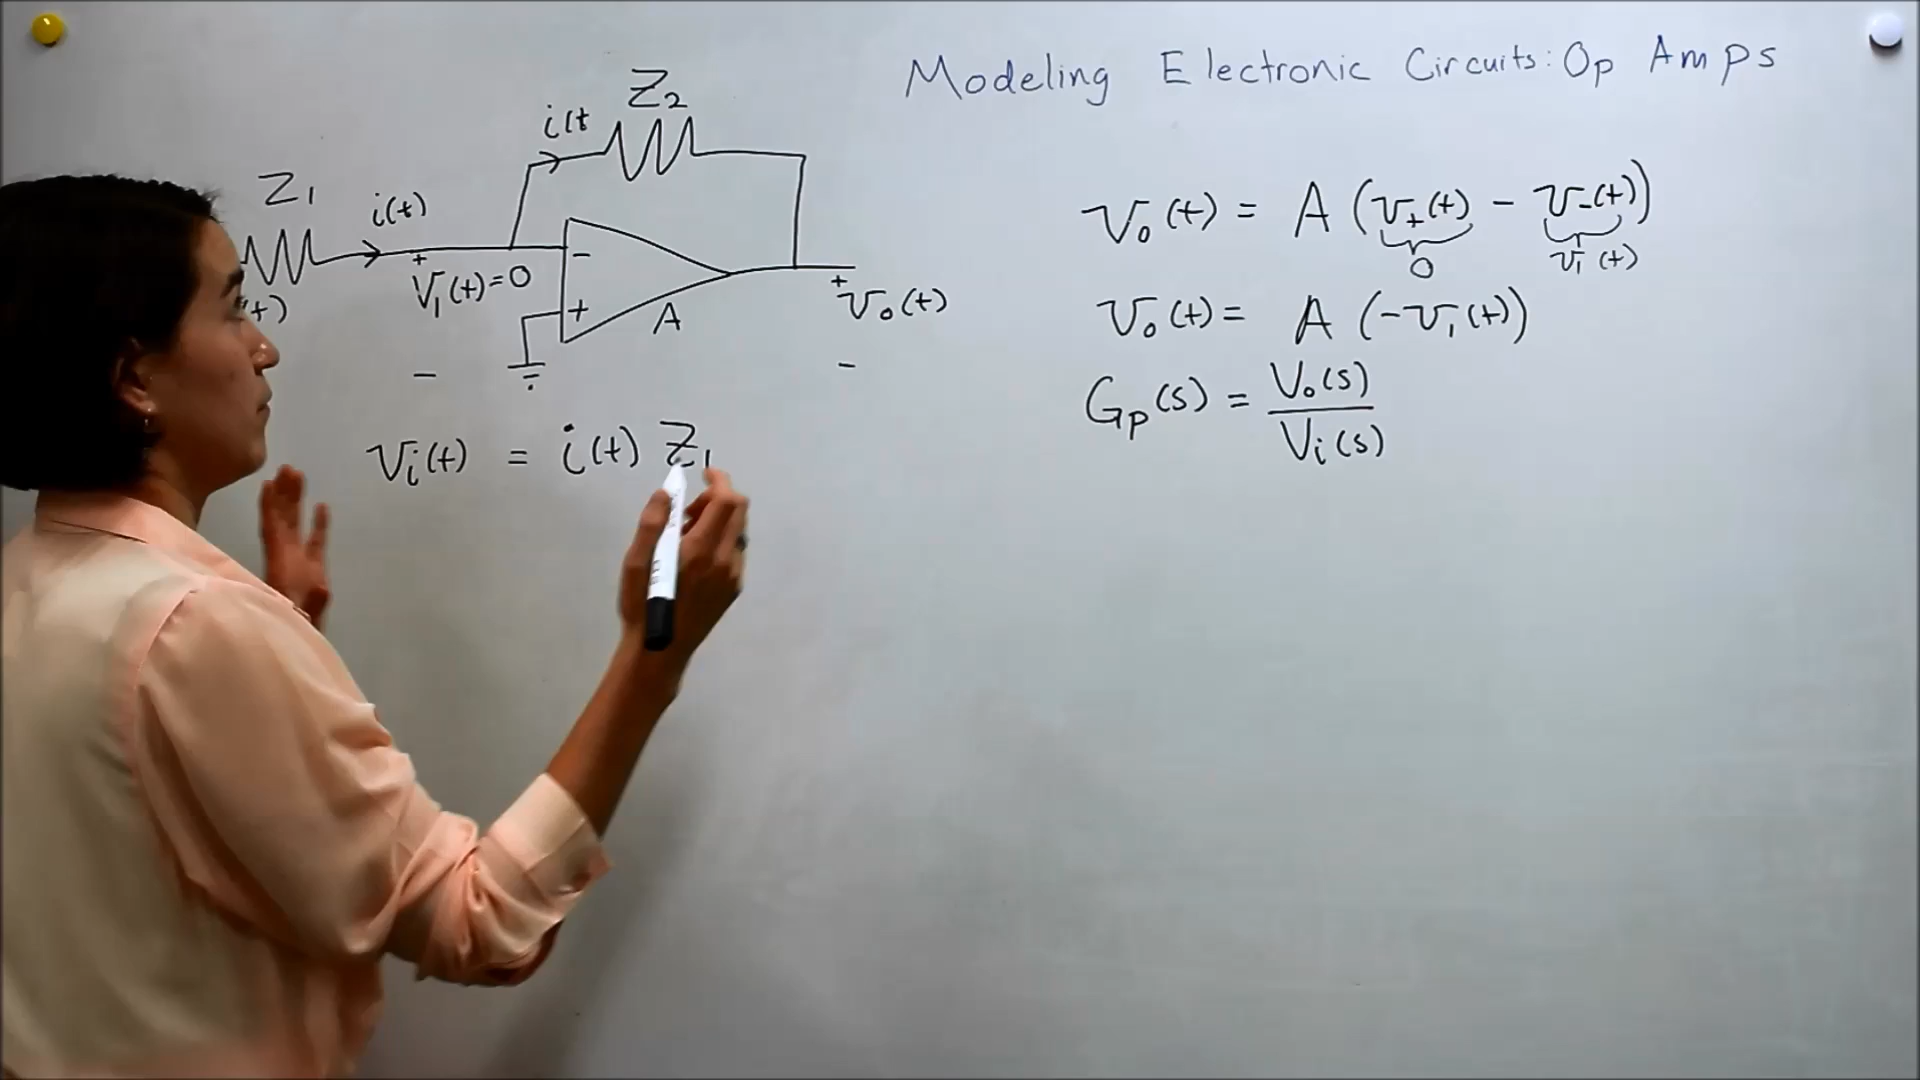 Modeling Electronic Circuits: Op Amps
Z₂
i(t
Z₁
i(t)
(t)
+
V₁(t)=0
-
-
+
A
+
v₀(t)
-
v₀(t) = A (v₊(t) - v₋(t))
0
v₁(t)
v₀(t) = A (-v₁(t))
Gₚ(s) = V₀(s)
Vᵢ(s)
vᵢ(t) = i(t) Z₁